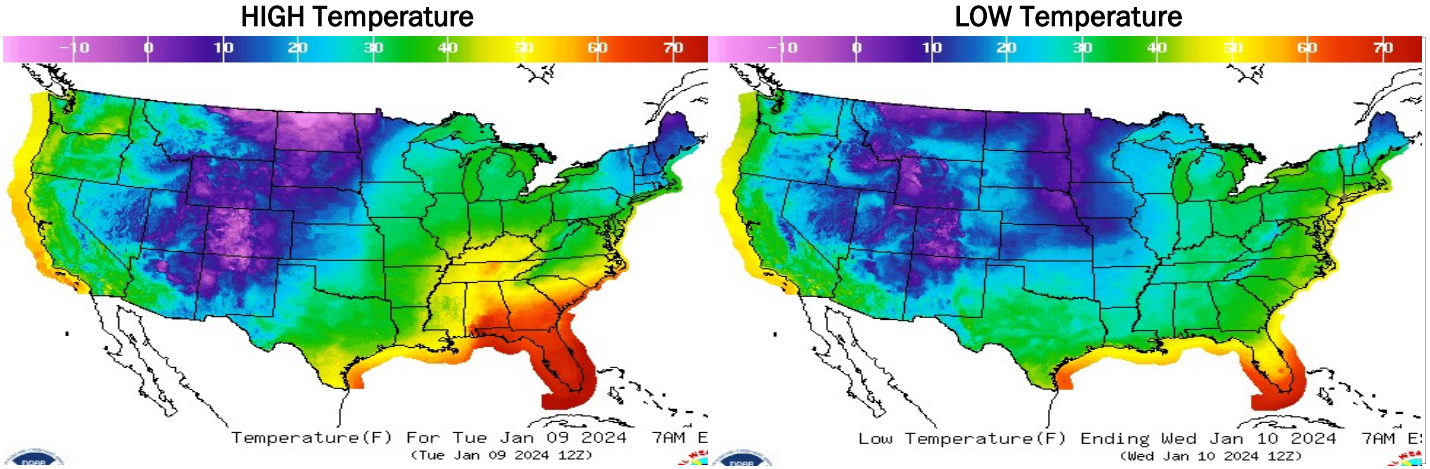 HIGH Temperature
LOW Temperature
-10 0 10 20 30 40 50 60 70
-10 0 10 20 30 40 50 60 70
Temperature(F) For Tue Jan 09 2024 7AM E
(Tue Jan 09 2024 12Z)
Low Temperature(F) Ending Wed Jan 10 2024 7AM ES
(Wed Jan 10 2024 12Z)